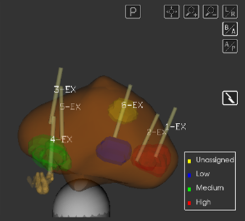 P
L R
B/A
A/P
3-EX
5-EX
6-EX
1-EX
2-EX
4-EX
Unassigned
Low
Medium
High